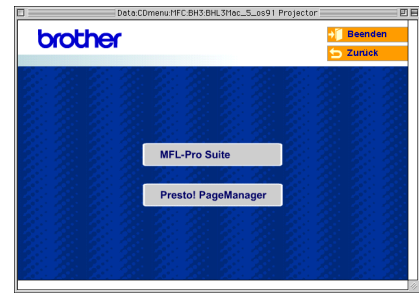 Data:CDmenu:MFC:BH3:BHL3Mac_5_os91 Projector
brother
Beenden
Zurück
MFL-Pro Suite
Presto! PageManager